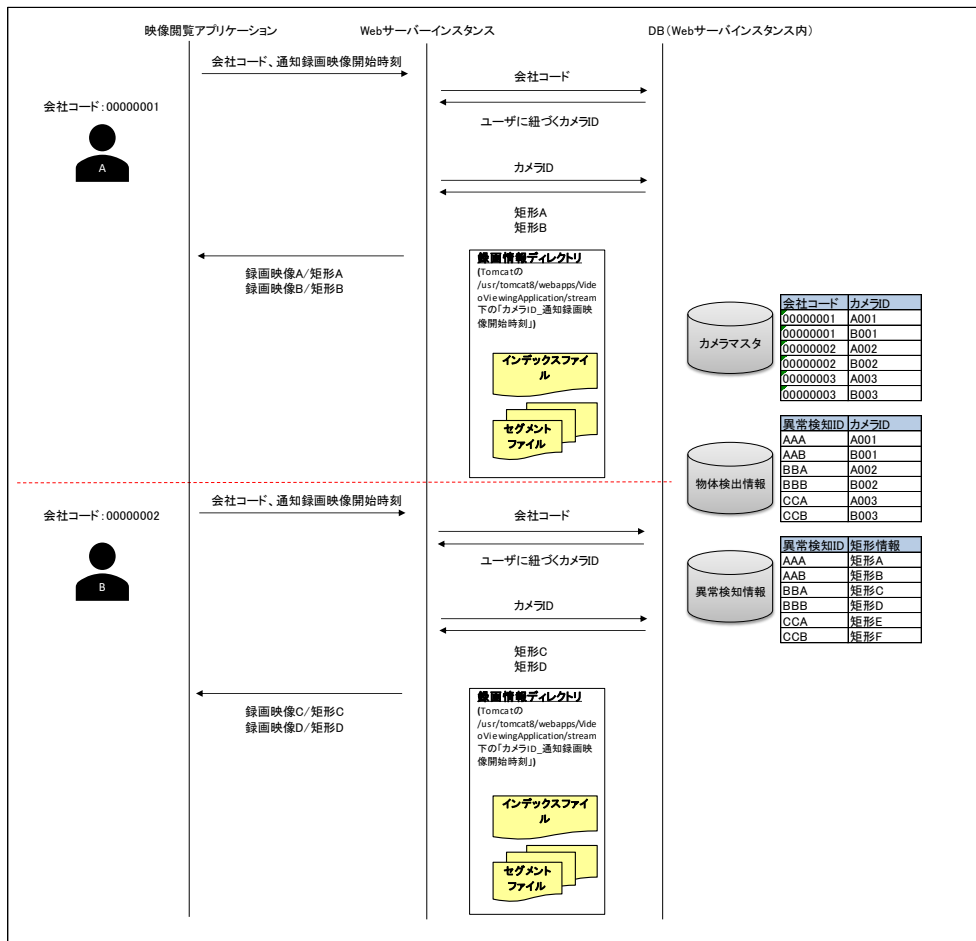 映像閲覧アプリケーション
Webサーバーインスタンス
DB(Webサーバインスタンス内)
会社コード、通知録画映像開始時刻
会社コード
会社コード:00000001
ユーザに紐づくカメラID
A
カメラID
矩形A
矩形B
録画映像A/矩形A
録画映像B/矩形B
録画情報ディレクトリ
(Tomcatの
/usr/tomcat8/webapps/Vide
oViewingApplication/stream
下の「カメラID_通知録画映
像開始時刻」)
インデックスファイ
ル
セグメント
ファイル
カメラマスタ
会社コード カメラID
00000001 A001
00000001 B001
00000002 A002
00000002 B002
00000003 A003
00000003 B003
物体検出情報
異常検知ID カメラID
AAA A001
AAB B001
BBA A002
BBB B002
CCA A003
CCB B003
異常検知情報
異常検知ID 矩形情報
AAA 矩形A
AAB 矩形B
BBA 矩形C
BBB 矩形D
CCA 矩形E
CCB 矩形F
会社コード、通知録画映像開始時刻
会社コード
会社コード:00000002
ユーザに紐づくカメラID
B
カメラID
矩形C
矩形D
録画映像C/矩形C
録画映像D/矩形D
録画情報ディレクトリ
(Tomcatの
/usr/tomcat8/webapps/Vide
oViewingApplication/stream
下の「カメラID_通知録画映
像開始時刻」)
インデックスファイ
ル
セグメント
ファイル